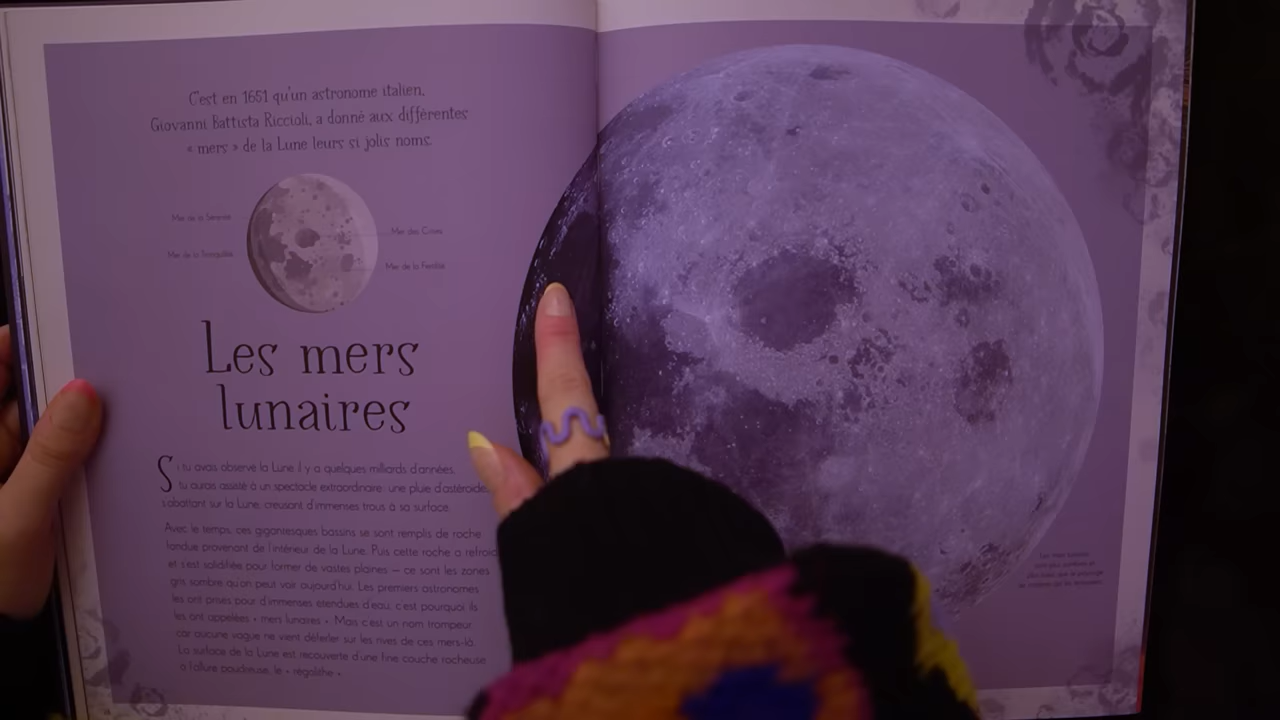 C'est en 1651 qu'un astronome italien,
Giovanni Battista Riccioli, a donné aux différentes
« mers » de la Lune leurs si jolis noms.
Mer de la Sérénité
Mer des Crises
Mer de la Tranquillité
Mer de la Fertilité
Les mers
lunaires
Si tu avais observé la Lune il y a quelques milliards d'années,
tu aurais assisté à un spectacle extraordinaire : une pluie d'astéroïdes
s'abattant sur la Lune, creusant d'immenses trous à sa surface.
Avec le temps, ces gigantesques bassins se sont remplis de roche
fondue provenant de l'intérieur de la Lune. Puis cette roche a refroidi
et s'est solidifiée pour former de vastes plaines — ce sont les zones
gris sombre qu'on peut voir aujourd'hui. Les premiers astronomes
les ont prises pour d'immenses étendues d'eau, c'est pourquoi ils
les ont appelées « mers lunaires ». Mais c'est un nom trompeur
car aucune vague ne vient déferler sur les rives de ces mers-là.
La surface de la Lune est recouverte d'une fine couche rocheuse
à l'allure poudreuse, le « régolithe ».
Les mers lunaires
sont plus sombres et